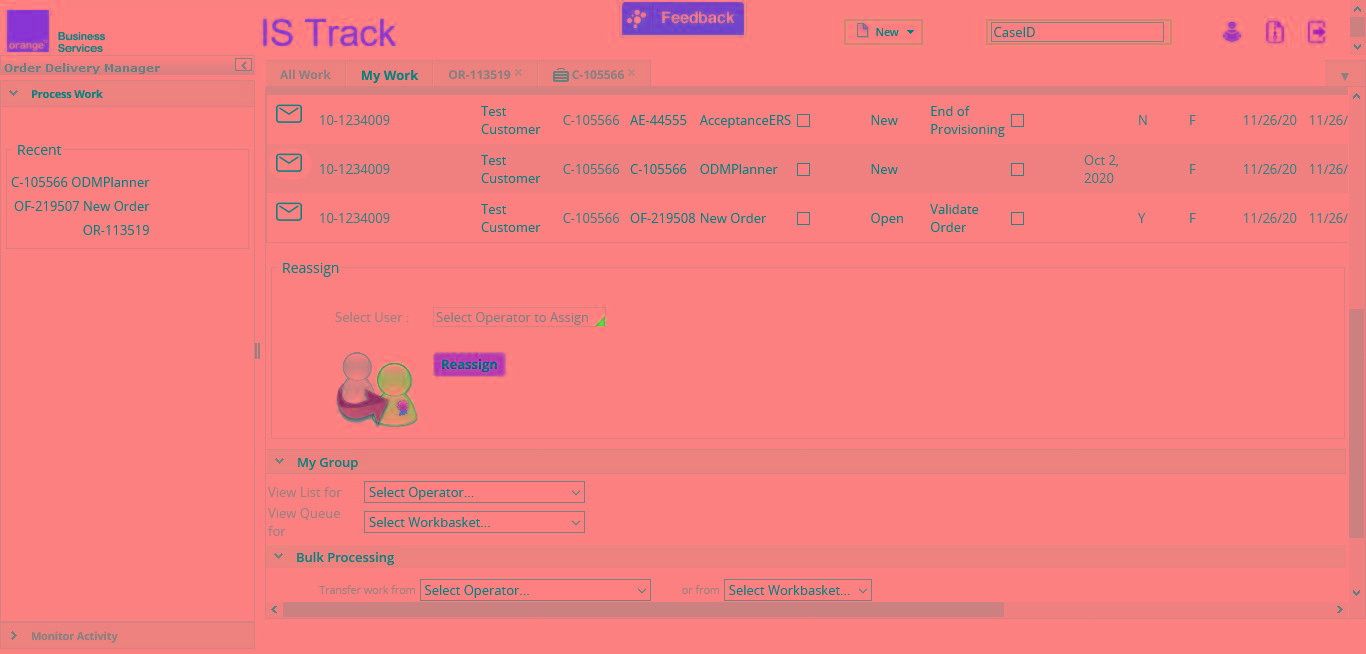 orange™ Business Services
IS Track
Feedback
New
CaseID
Order Delivery Manager
All Work
My Work
OR-113519
C-105566
Process Work
Recent
C-105566 ODMPlanner
OF-219507 New Order
OR-113519
10-1234009 Test Customer C-105566 AE-44555 AcceptanceERS New End of Provisioning N F 11/26/20 11/26/
10-1234009 Test Customer C-105566 C-105566 ODMPlanner New Oct 2, 2020 F 11/26/20 11/26/
10-1234009 Test Customer C-105566 OF-219508 New Order Open Validate Order Y F 11/26/20 11/26/
Reassign
Select User : Select Operator to Assign
Reassign
My Group
View List for Select Operator...
View Queue for Select Workbasket...
Bulk Processing
Transfer work from Select Operator... or from Select Workbasket...
Monitor Activity